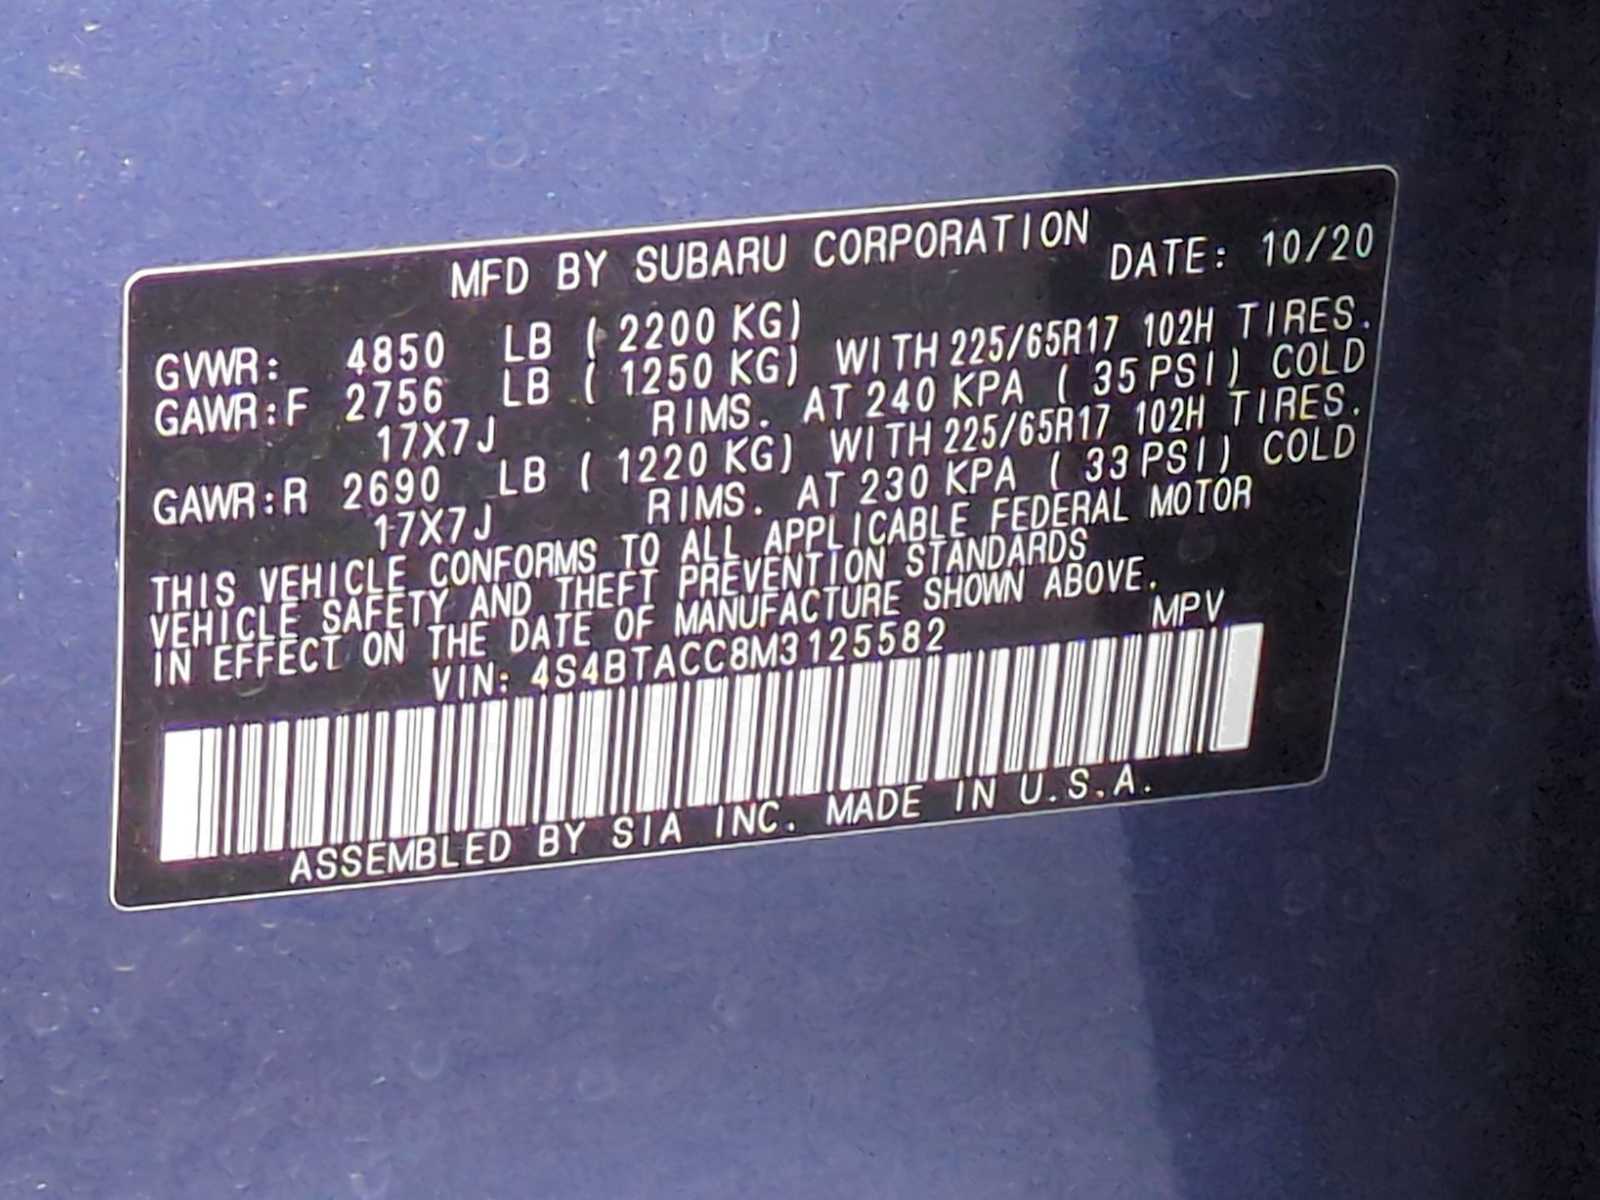 MFD BY SUBARU CORPORATION DATE: 10/20
GVWR: 4850 LB ( 2200 KG)
GAWR:F 2756 LB ( 1250 KG) WITH 225/65R17 102H TIRES.
17X7J RIMS. AT 240 KPA ( 35 PSI) COLD
GAWR:R 2690 LB ( 1220 KG) WITH 225/65R17 102H TIRES.
17X7J RIMS. AT 230 KPA ( 33 PSI) COLD
THIS VEHICLE CONFORMS TO ALL APPLICABLE FEDERAL MOTOR
VEHICLE SAFETY AND THEFT PREVENTION STANDARDS
IN EFFECT ON THE DATE OF MANUFACTURE SHOWN ABOVE.
VIN: 4S4BTACC8M3125582 MPV
ASSEMBLED BY SIA INC. MADE IN U.S.A.